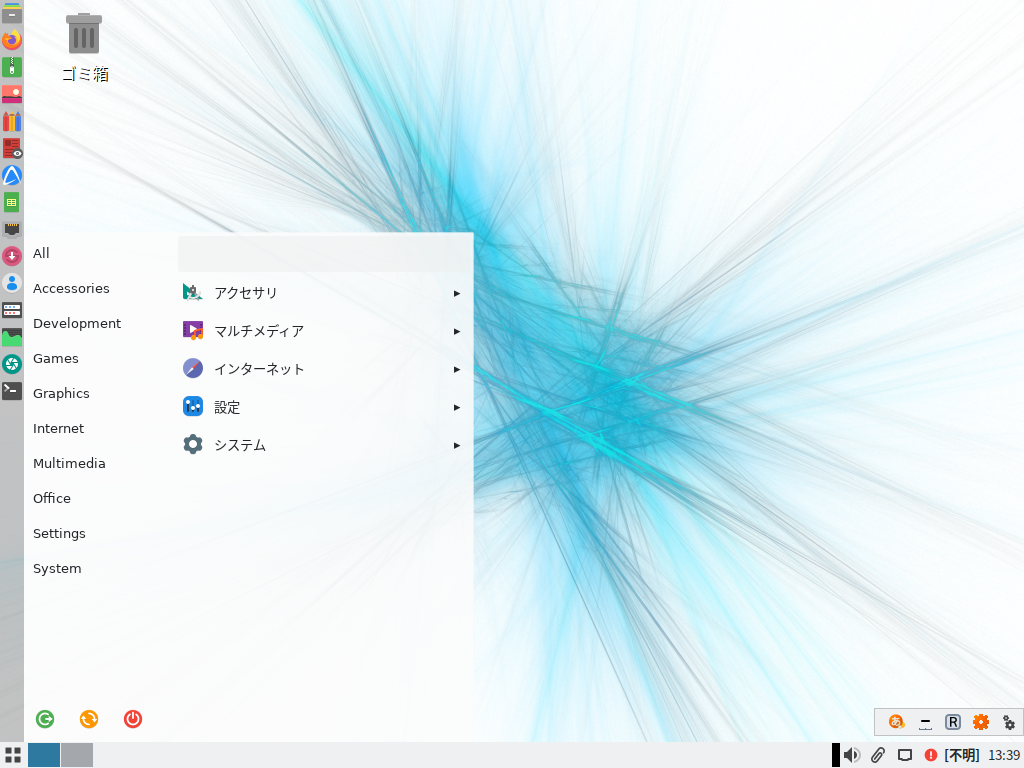 ゴミ箱
All
Accessories
Development
Games
Graphics
Internet
Multimedia
Office
Settings
System
アクセサリ
マルチメディア
インターネット
設定
システム
あ
R
[不明] 13:39